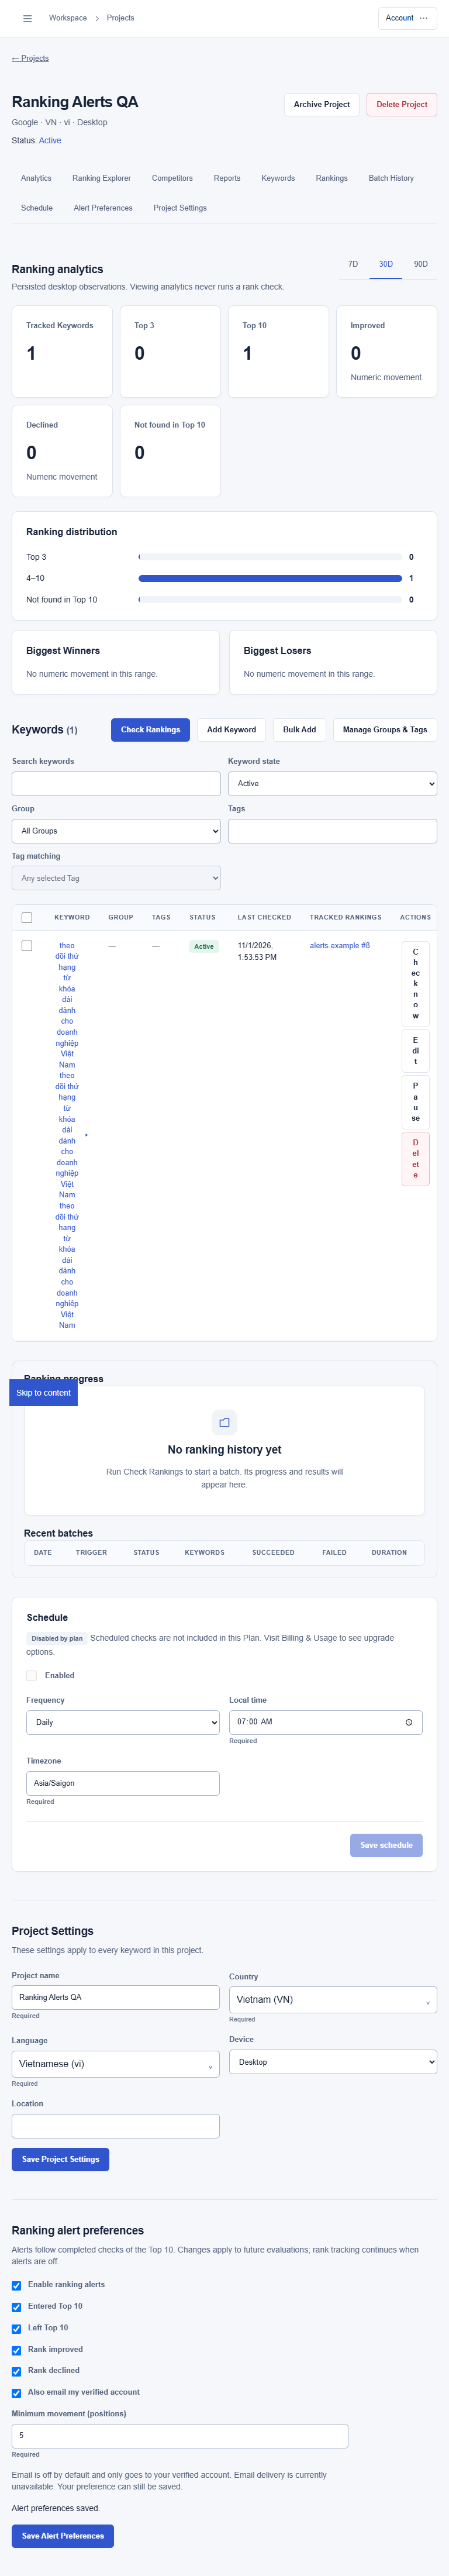 Workspace > Projects
Account ···
← Projects
Ranking Alerts QA
Google · VN · vi · Desktop
Status: Active
Archive Project
Delete Project
Analytics
Ranking Explorer
Competitors
Reports
Keywords
Rankings
Batch History
Schedule
Alert Preferences
Project Settings
Ranking analytics
7D
30D
90D
Persisted desktop observations. Viewing analytics never runs a rank check.
Tracked Keywords
1
Top 3
0
Top 10
1
Improved
0
Numeric movement
Declined
0
Numeric movement
Not found in Top 10
0
Ranking distribution
Top 3
0
4–10
1
Not found in Top 10
0
Biggest Winners
No numeric movement in this range.
Biggest Losers
No numeric movement in this range.
Keywords (1)
Check Rankings
Add Keyword
Bulk Add
Manage Groups & Tags
Search keywords
Keyword state
Active
Group
All Groups
Tags
Tag matching
Any selected Tag
KEYWORD
GROUP
TAGS
STATUS
LAST CHECKED
TRACKED RANKINGS
ACTIONS
theo
dõi thứ
hạng
từ
khóa
dài
dành
cho
doanh
nghiệp
Việt
Nam
theo
dõi thứ
hạng
từ
khóa
dài
dành
cho
doanh
nghiệp
Việt
Nam
theo
dõi thứ
hạng
từ
khóa
dài
dành
cho
doanh
nghiệp
Việt
Nam
—
—
Active
11/1/2026,
1:53:53 PM
alerts.example #8
C
h
ec
k
n
o
w
E
di
t
P
a
u
se
D
el
et
e
Ranking progress
Skip to content
No ranking history yet
Run Check Rankings to start a batch. Its progress and results will
appear here.
Recent batches
DATE
TRIGGER
STATUS
KEYWORDS
SUCCEEDED
FAILED
DURATION
Schedule
Disabled by plan Scheduled checks are not included in this Plan. Visit Billing & Usage to see upgrade
options.
Enabled
Frequency
Daily
Local time
07:00 AM
Required
Timezone
Asia/Saigon
Required
Save schedule
Project Settings
These settings apply to every keyword in this project.
Project name
Ranking Alerts QA
Required
Country
Vietnam (VN)
Required
Language
Vietnamese (vi)
Required
Device
Desktop
Location
Save Project Settings
Ranking alert preferences
Alerts follow completed checks of the Top 10. Changes apply to future evaluations; rank tracking continues when
alerts are off.
Enable ranking alerts
Entered Top 10
Left Top 10
Rank improved
Rank declined
Also email my verified account
Minimum movement (positions)
5
Required
Email is off by default and only goes to your verified account. Email delivery is currently
unavailable. Your preference can still be saved.
Alert preferences saved.
Save Alert Preferences